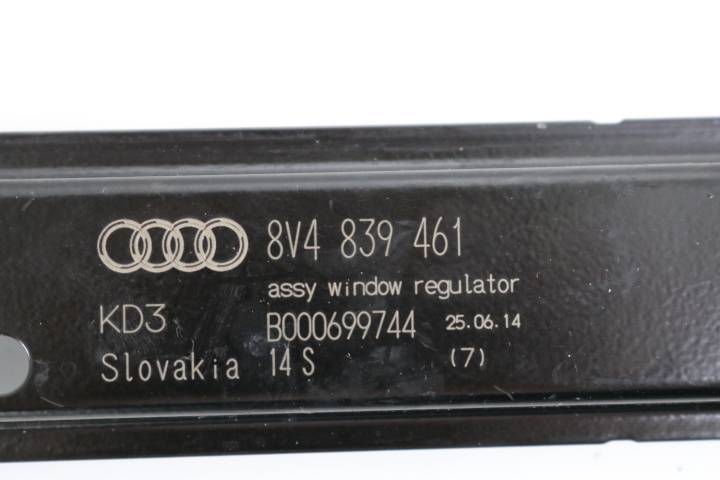 8V4 839 461
assy window regulator
KD3 B000699744 25.06.14
Slovakia 14 S (7)